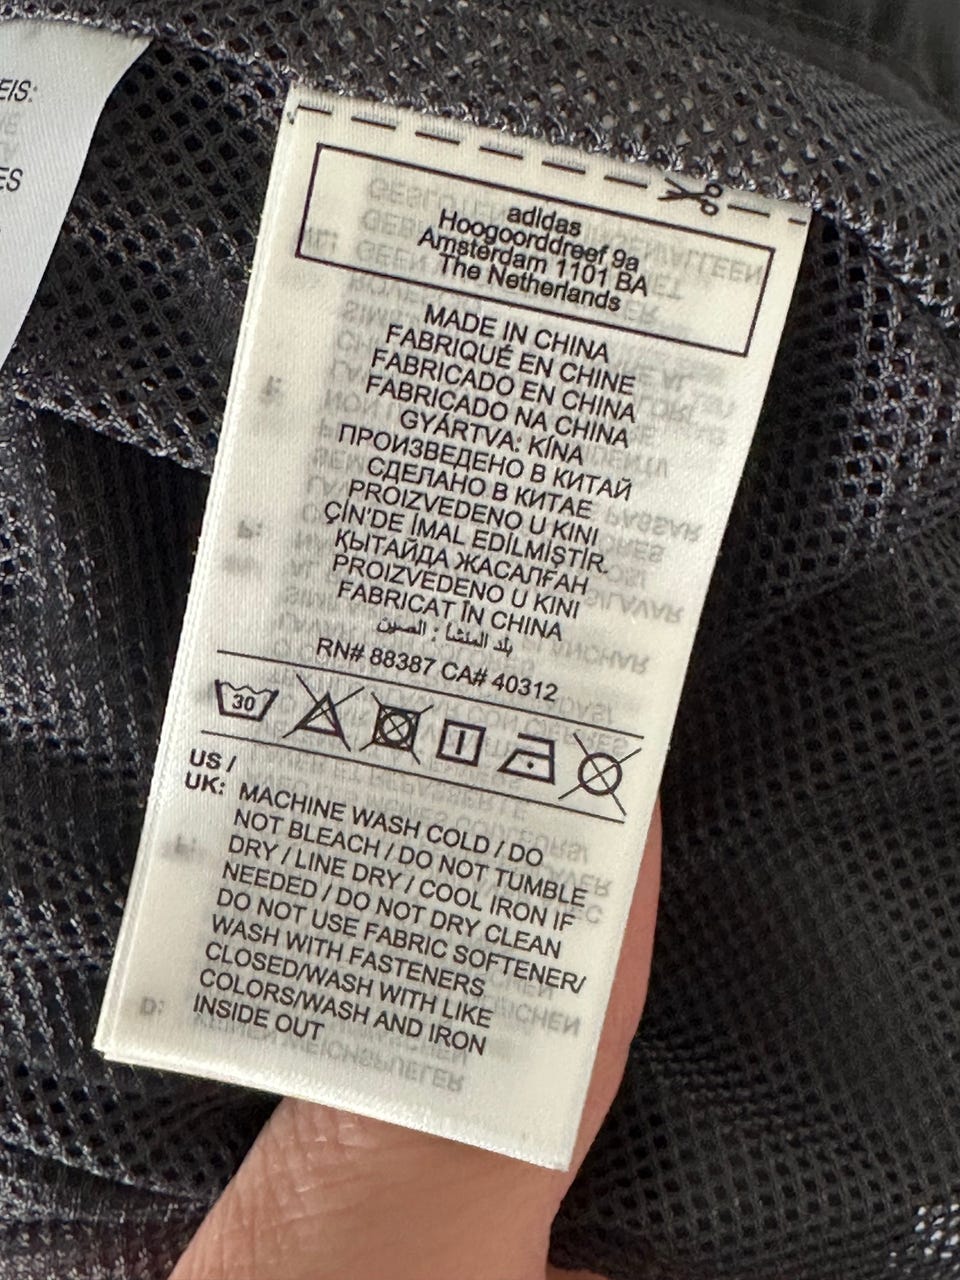 EIS:
ES
adidas
Hoogoorddreef 9a
Amsterdam 1101 BA
The Netherlands
MADE IN CHINA
FABRIQUÉ EN CHINE
FABRICADO EN CHINA
FABRICADO NA CHINA
GYÁRTVA: KÍNA
ПРОИЗВЕДЕНО В КИТАЙ
СДЕЛАНО В КИТАЕ
PROIZVEDENO U KINI
ÇİN'DE İMAL EDİLMİŞTİR.
ҚЫТАЙДА ЖАСАЛҒАН
PROIZVEDENO U KINI
FABRICAT ÎN CHINA
بلد المنشأ : الصين
RN# 88387 CA# 40312
30
US /
UK: MACHINE WASH COLD / DO
NOT BLEACH / DO NOT TUMBLE
DRY / LINE DRY / COOL IRON IF
NEEDED / DO NOT DRY CLEAN
DO NOT USE FABRIC SOFTENER/
WASH WITH FASTENERS
CLOSED/WASH WITH LIKE
COLORS/WASH AND IRON
INSIDE OUT